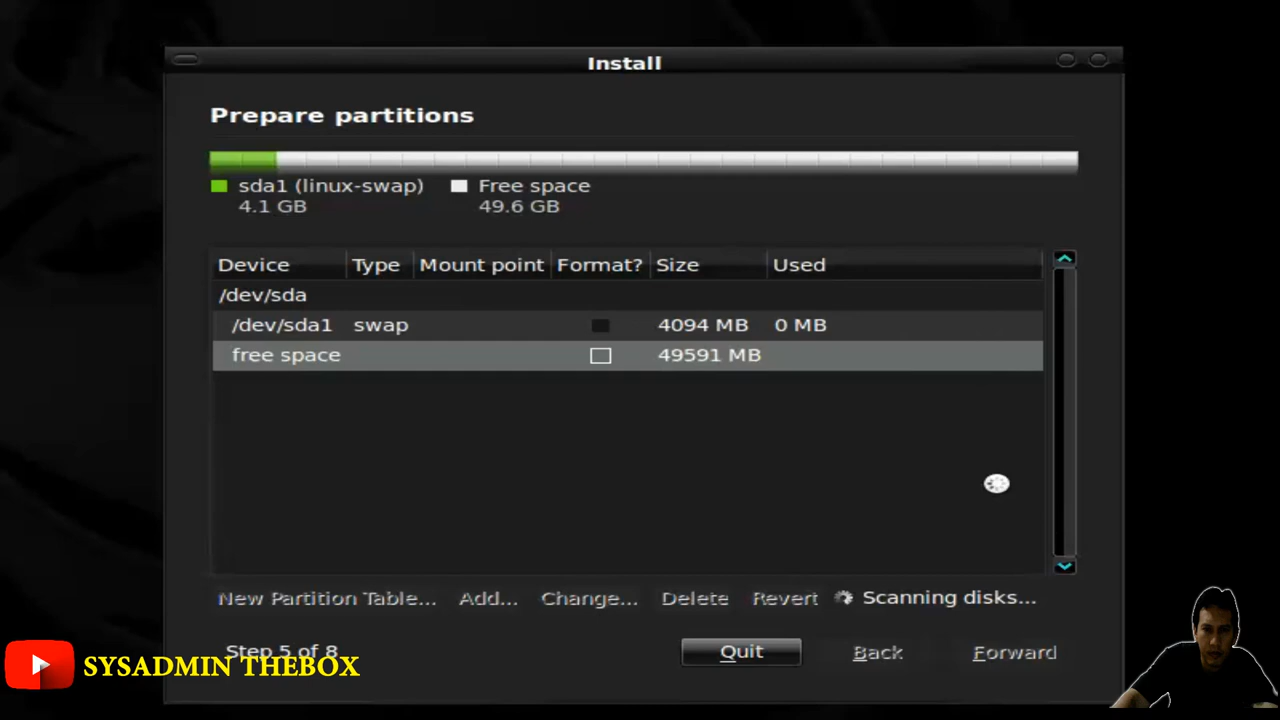 Install
Prepare partitions
sda1 (linux-swap) Free space
4.1 GB 49.6 GB
Device Type Mount point Format? Size Used
/dev/sda
/dev/sda1 swap 4094 MB 0 MB
free space 49591 MB
New Partition Table... Add... Change... Delete Revert Scanning disks...
Step 5 of 8 Quit Back Forward
SYSADMIN THEBOX